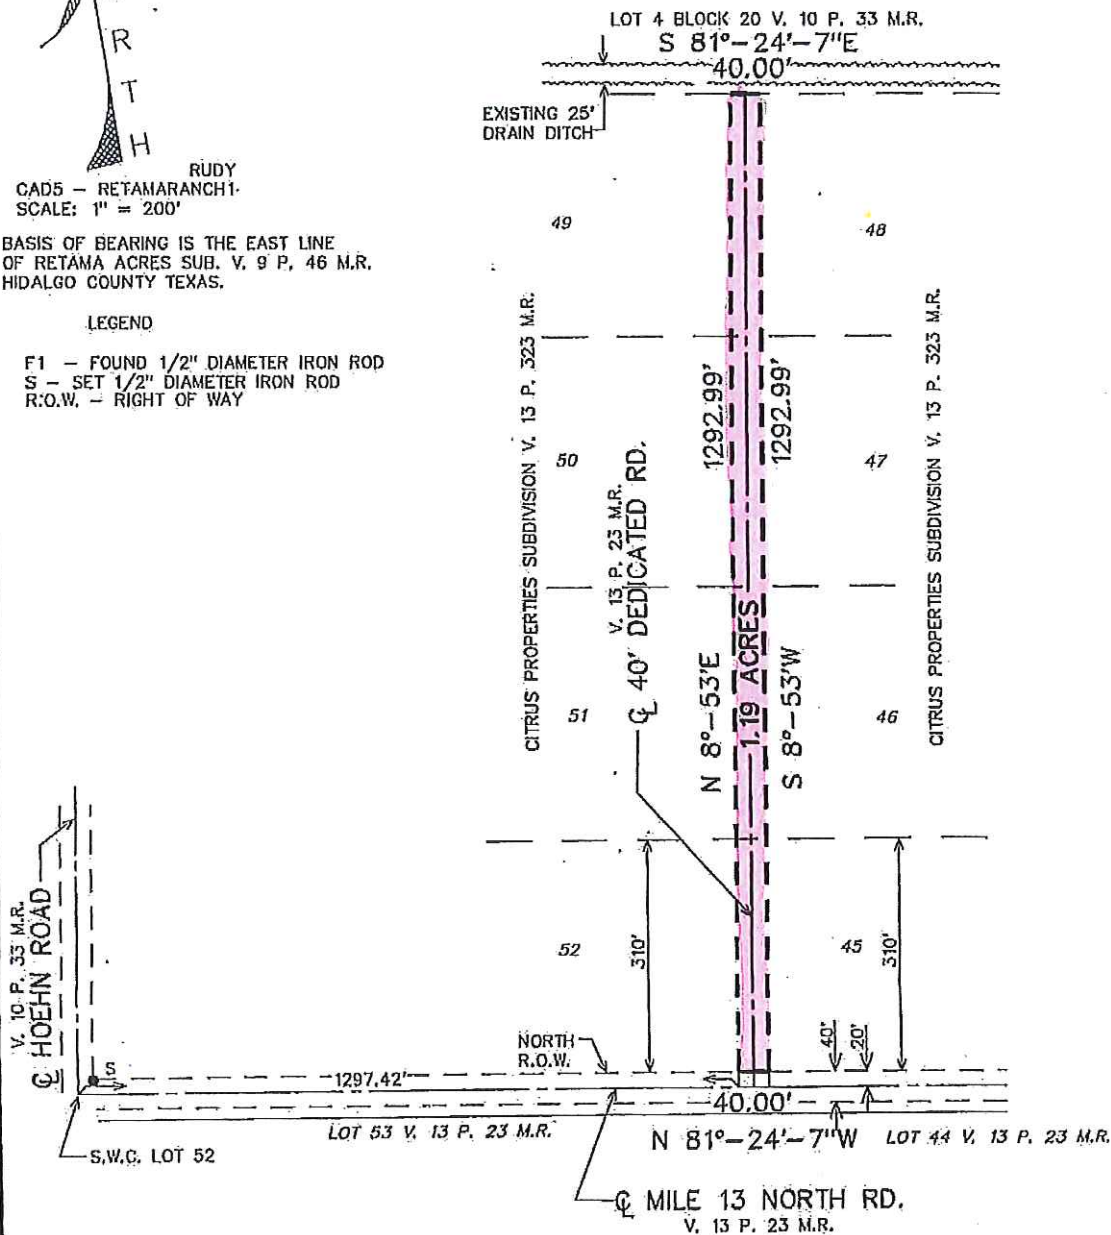 R
T
H
RUDY
CAD5 - RETAMARANCH1
SCALE: 1" = 200'
BASIS OF BEARING IS THE EAST LINE
OF RETAMA ACRES SUB. V. 9 P. 46 M.R.
HIDALGO COUNTY TEXAS.
LEGEND
F1 - FOUND 1/2" DIAMETER IRON ROD
S - SET 1/2" DIAMETER IRON ROD
R.O.W. - RIGHT OF WAY
LOT 4 BLOCK 20 V. 10 P. 33 M.R.
S 81°-24'-7"E
40.00'
EXISTING 25'
DRAIN DITCH
49
48
CITRUS PROPERTIES SUBDIVISION V. 13 P. 323 M.R.
CITRUS PROPERTIES SUBDIVISION V. 13 P. 323 M.R.
1292.99'
1292.99'
50
47
V. 13 P. 23 M.R.
℄ 40' DEDICATED RD.
1.19 ACRES
N 8°-53'E
S 8°-53'W
51
46
52
45
310'
310'
V. 10 P. 33 M.R.
℄ HOEHN ROAD
S
1297.42'
NORTH
R.O.W.
40'
20'
40.00'
LOT 53 V. 13 P. 23 M.R.
N 81°-24'-7"W
LOT 44 V. 13 P. 23 M.R.
S.W.C. LOT 52
℄ MILE 13 NORTH RD.
V. 13 P. 23 M.R.